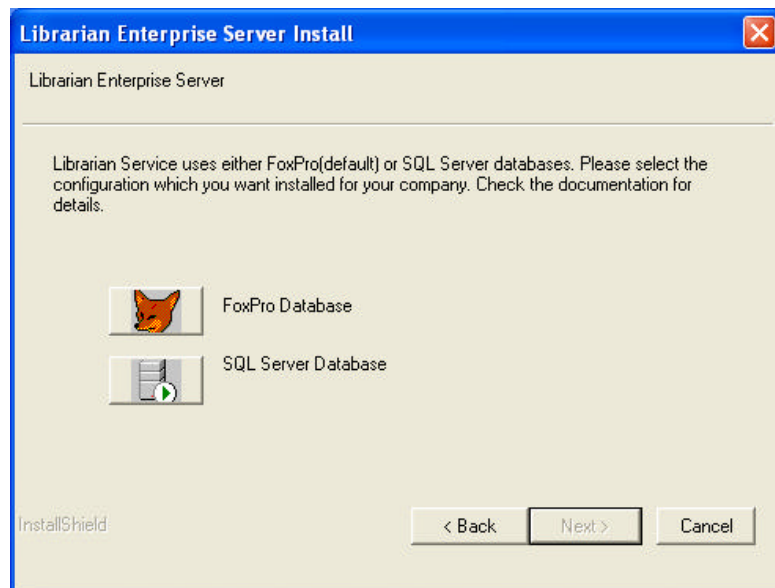 Librarian Enterprise Server Install
Librarian Enterprise Server
Librarian Service uses either FoxPro(default) or SQL Server databases. Please select the
configuration which you want installed for your company. Check the documentation for
details.
FoxPro Database
SQL Server Database
InstallShield
< Back
Next >
Cancel